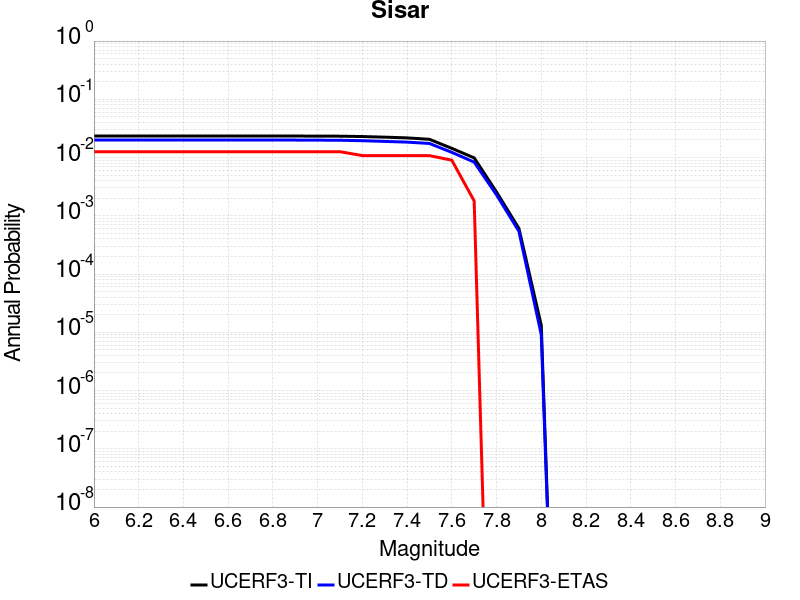 Sisar
10^0
10^-1
10^-2
10^-3
10^-4
10^-5
10^-6
10^-7
10^-8
Annual Probability
6 6.2 6.4 6.6 6.8 7 7.2 7.4 7.6 7.8 8 8.2 8.4 8.6 8.8 9
Magnitude
UCERF3-TI UCERF3-TD UCERF3-ETAS